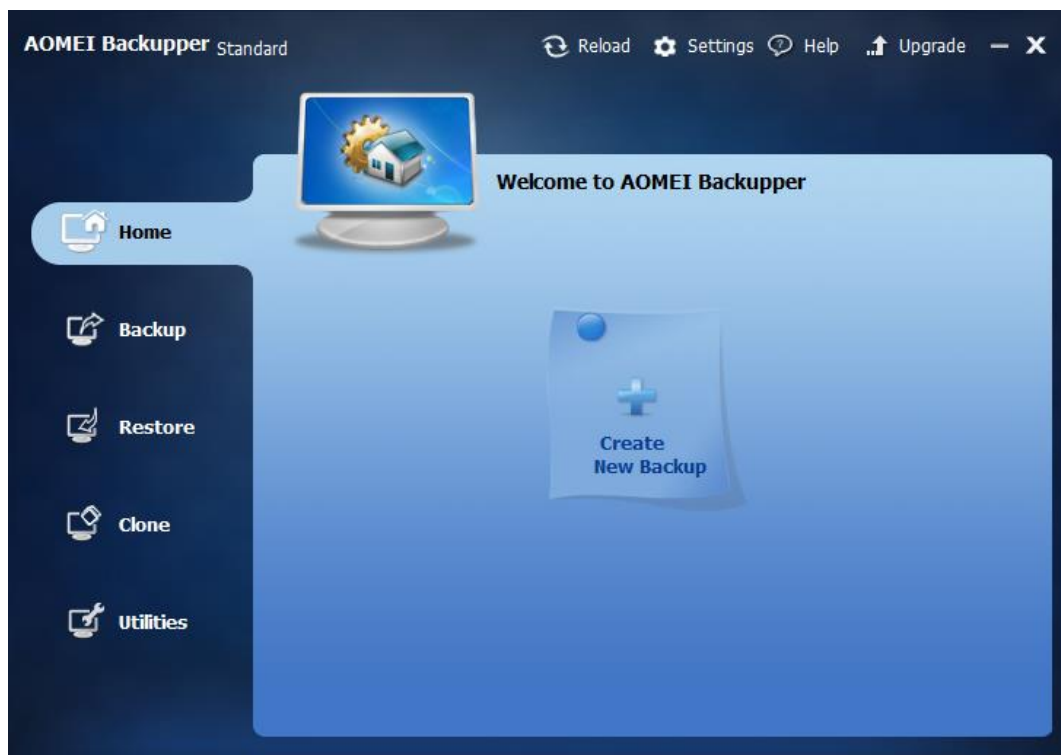 AOMEI Backupper Standard
Reload Settings Help Upgrade
Welcome to AOMEI Backupper
Home
Backup
Restore
Clone
Utilities
Create
New Backup